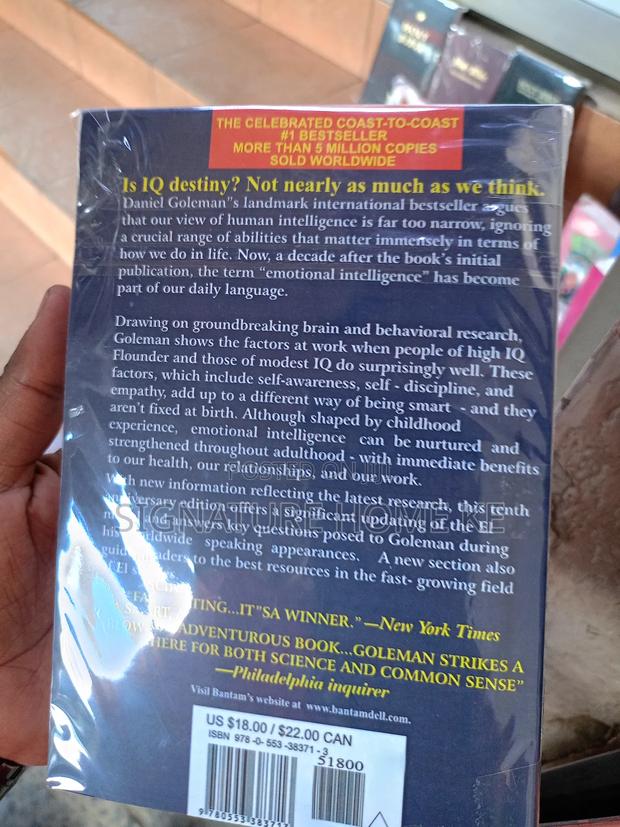 THE CELEBRATED COAST-TO-COAST
#1 BESTSELLER
MORE THAN 5 MILLION COPIES
SOLD WORLDWIDE
Is IQ destiny? Not nearly as much as we think.
Daniel Goleman"s landmark international bestseller argues
that our view of human intelligence is far too narrow, ignoring
a crucial range of abilities that matter immensely in terms of
how we do in life. Now, a decade after the book's initial
publication, the term "emotional intelligence" has become
part of our daily language.
Drawing on groundbreaking brain and behavioral research,
Goleman shows the factors at work when people of high IQ
Flounder and those of modest IQ do surprisingly well. These
factors, which include self-awareness, self - discipline, and
empathy, add up to a different way of being smart - and they
aren't fixed at birth. Although shaped by childhood
experience, emotional intelligence can be nurtured and
strengthened throughout adulthood - with immediate benefits
to our health, our relationships, and our work.
With new information reflecting the latest research, this tenth
anniversary edition offers a significant updating of the EI
answers key questions posed to Goleman during
his worldwide speaking appearances. A new section also
guides readers to the best resources in the fast- growing field
of EI
...IT"SA WINNER." —New York Times
ADVENTUROUS BOOK...GOLEMAN STRIKES A
HERE FOR BOTH SCIENCE AND COMMON SENSE"
—Philadelphia inquirer
Visil Bantam's website at www.bantamdell.com.
US $18.00 / $22.00 CAN
ISBN 978 -0- 553 -38371 - 3
51800
POSTED ON
SIGNATURE HOME KE